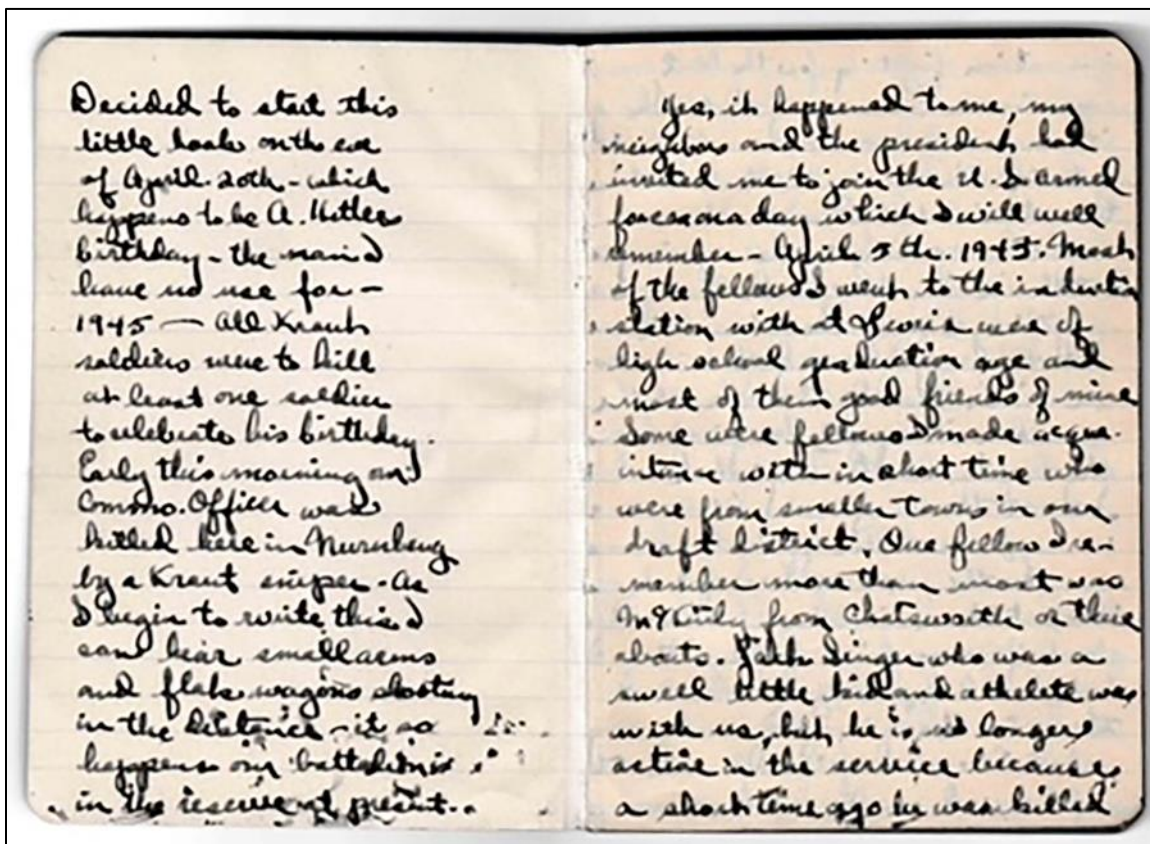 Decided to start this
little book on the eve
of April 20th - which
happens to be A. Hitler
birthday - the man I
have no use for -
1945 — All Kraut
soldiers were to kill
at least one soldier
to celebrate his birthday.
Early this morning our
Commo. Officer was
killed here in Nurnberg
by a Kraut sniper - As
I begin to write this I
can hear small arms
and flak wagons shooting
in the distance - it so
happens our battalion is
in the reserve at present.
Yes, it happened to me, my
neighbors and the president had
invited me to join the U.S. armed
forces on a day which I will well
remember - April 5th. 1943. Most
of the fellows I went to the induction
station with at were of
high school graduation age and
most of them good friends of mine
Some were fellows I made acqua-
intence with in short time who
were from smaller towns in our
draft district. One fellow I re-
member more than most was
from Chatsworth or there
abouts. Singer who was a
swell little kid and athelete was
with us, but he is no longer
active in the service because
a short time ago he was killed